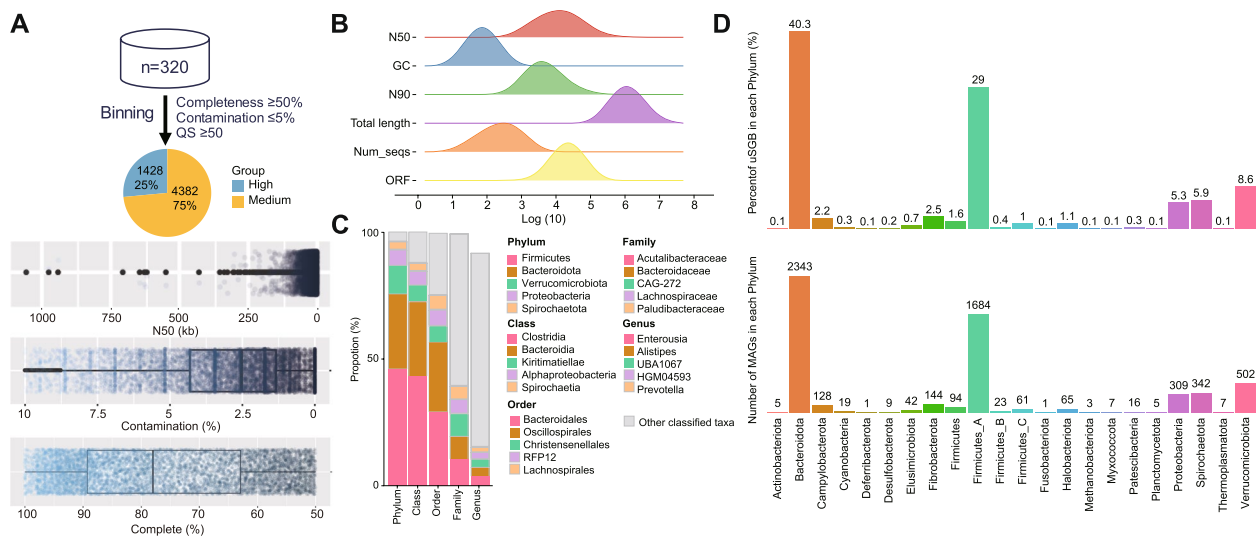 A
n=320
Binning
Completeness ≥50%
Contamination ≤5%
QS ≥50
1428
25%
4382
75%
Group
High
Medium
1000
750
500
250
0
N50 (kb)
10
7.5
5.
2.5
0
Contamination (%)
100
90
80
70
60
50
Complete (%)
B
N50
GC
N90
Total length
Num_seqs
ORF
0
1
2
3
4
5
6
7
8
Log (10)
C
100
50
0
Propotion (%)
Phylum
Class
Order
Family
Genus
Phylum
Firmicutes
Bacteroidota
Verrucomicrobiota
Proteobacteria
Spirochaetota
Class
Clostridia
Bacteroidia
Kiritimatiellae
Alphaproteobacteria
Spirochaetia
Order
Bacteroidales
Oscillospirales
Christensenellales
RFP12
Lachnospirales
Family
Acutalibacteraceae
Bacteroidaceae
CAG-272
Lachnospiraceae
Paludibacteraceae
Genus
Enterousia
Alistipes
UBA1067
HGM04593
Prevotella
Other classified taxa
D
Percentof uSGB in each Phylum (%)
0.1
40.3
2.2
0.3
0.1
0.2
0.7
2.5
1.6
29
0.4
1
0.1
1.1
0.1
0.1
0.3
0.1
5.3
5.9
0.1
8.6
Number of MAGs in each Phylum
5
2343
128
19
1
9
42
144
94
1684
23
61
1
65
3
7
16
5
309
342
7
502
Actinobacteriota
Bacteroidota
Campylobacterota
Cyanobacteria
Deferribacterota
Desulfobacterota
Elusimicrobiota
Fibrobacterota
Firmicutes
Firmicutes_A
Firmicutes_B
Firmicutes_C
Fusobacteriota
Halobacteriota
Methanobacteriota
Myxococcota
Patescibacteria
Planctomycetota
Proteobacteria
Spirochaetota
Thermoplasmatota
Verrucomicrobiota